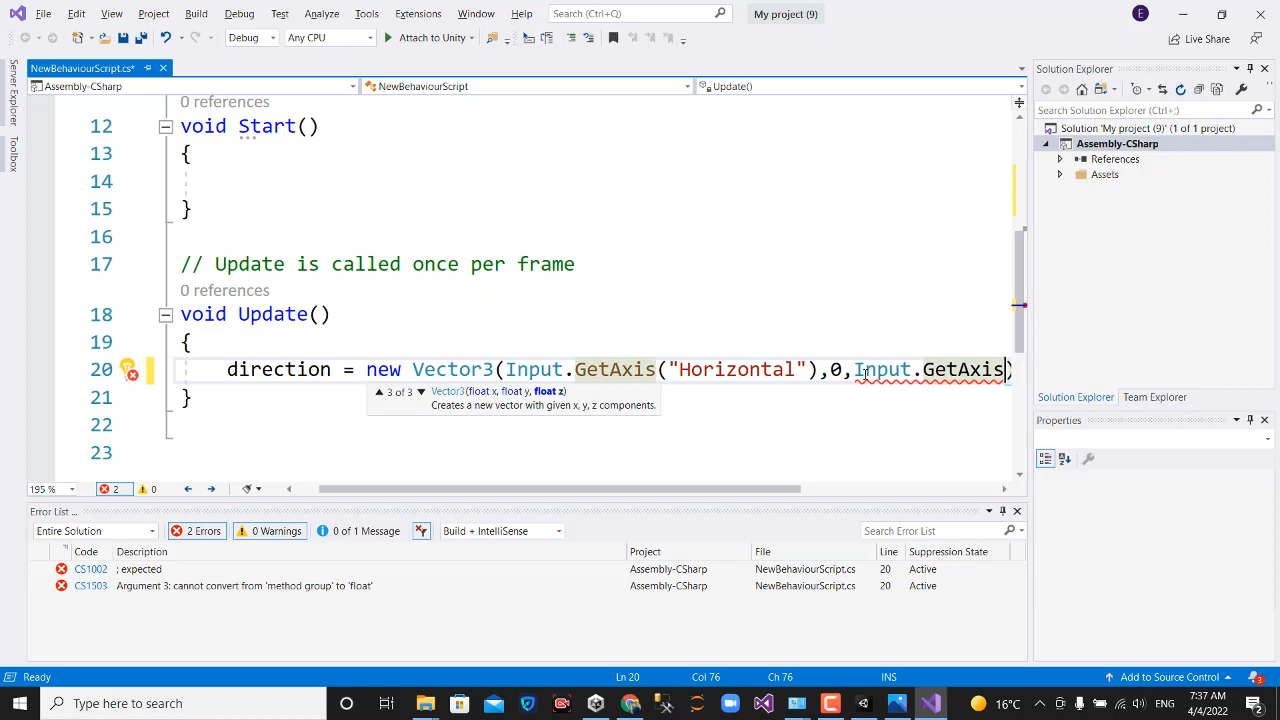 File Edit View Project Build Debug Test Analyze Tools Extensions Window Help Search (Ctrl+Q) My project (9) E
Debug Any CPU Attach to Unity Live Share
Server Explorer
Toolbox
NewBehaviourScript.cs*
Assembly-CSharp NewBehaviourScript Update()
0 references
12 void Start()
13 {
14
15 }
16
17 // Update is called once per frame
0 references
18 void Update()
19 {
20 direction = new Vector3(Input.GetAxis("Horizontal"),0,Input.GetAxis)
3 of 3 Vector3(float x, float y, float z)
Creates a new vector with given x, y, z components.
21 }
22
23
195 % 2 0
Solution Explorer
Search Solution Explorer (Ctrl+;)
Solution 'My project (9)' (1 of 1 project)
Assembly-CSharp
References
Assets
Solution Explorer Team Explorer
Properties
Error List ...
Entire Solution 2 Errors 0 Warnings 0 of 1 Message Build + IntelliSense Search Error List
Code Description Project File Line Suppression State
CS1002 ; expected Assembly-CSharp NewBehaviourScript.cs 20 Active
CS1503 Argument 3: cannot convert from 'method group' to 'float' Assembly-CSharp NewBehaviourScript.cs 20 Active
Ready Ln 20 Col 76 Ch 76 INS Add to Source Control 3
Type here to search 16°C 7:37 AM
4/4/2022